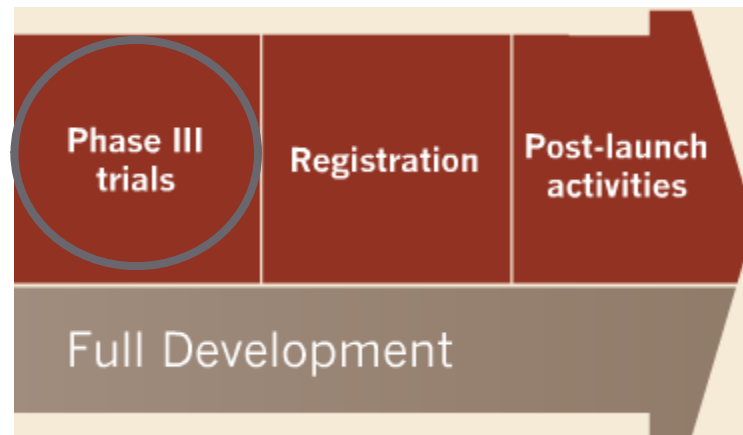 Phase III
trials
Registration
Post-launch
activities
Full Development